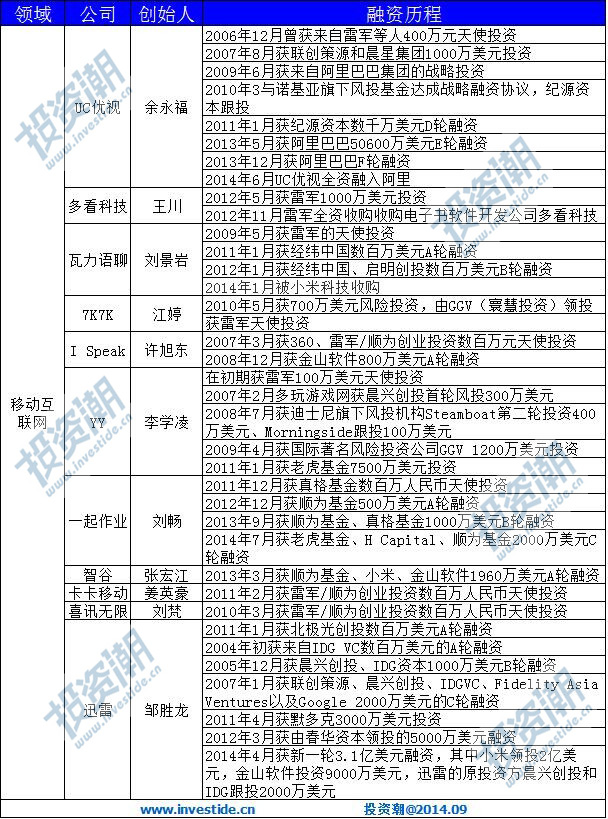 领域 公司 创始人 融资历程
移动互
联网
UC优视 余永福
2006年12月曾获来自雷军等人400万元天使投资
2007年8月获联创策源和晨星集团1000万美元投资
2009年6月获来自阿里巴巴集团的战略投资
2010年3与诺基亚旗下风投基金达成战略融资协议，纪源资
本跟投
2011年1月获纪源资本数千万美元D轮融资
2013年5月获阿里巴巴50600万美元E轮融资
2013年12月获阿里巴巴F轮融资
2014年6月UC优视全资融入阿里
多看科技 王川
2012年5月获雷军1000万美元投资
2012年11月雷军全资收购收购电子书软件开发公司多看科技
瓦力语聊 刘景岩
2009年5月获雷军的天使投资
2011年1月获经纬中国数百万美元A轮融资
2012年1月获经纬中国、启明创投数百万美元B轮融资
2014年1月被小米科技收购
7K7K 江婷
2010年5月获700万美元风险投资，由GGV（寰慧投资）领投
获雷军天使投资
I Speak 许旭东
2007年3月获360、雷军/顺为创业投资数百万元天使投资
2008年12月获金山软件800万美元A轮融资
YY 李学凌
在初期获雷军100万美元天使投资
2007年2月多玩游戏网获晨兴创投首轮风投300万美元
2008年7月获迪士尼旗下风投机构Steamboat第二轮投资400
万美元、Morningside跟投100万美元
2009年4月获国际著名风险投资公司GGV 1200万美元投资
2011年1月获老虎基金7500万美元投资
一起作业 刘畅
2011年12月获真格基金数百万人民币天使投资
2012年12月获顺为基金500万美元A轮融资
2013年9月获顺为基金、真格基金1000万美元B轮融资
2014年7月获老虎基金、H Capital、顺为基金2000万美元C
轮融资
智谷 张宏江 2013年3月获顺为基金、小米、金山软件1960万美元A轮融资
卡卡移动 姜英豪 2011年2月获雷军/顺为创业投资数百万人民币天使投资
喜讯无限 刘梵 2010年3月获雷军/顺为创业投资数百万人民币天使投资
迅雷 邹胜龙
2011年1月获北极光创投数百万美元A轮融资
2004年初获来自IDG VC数百万美元的A轮融资
2005年12月获晨兴创投、IDG资本1000万美元B轮融资
2007年1月获联创策源、晨兴创投、IDGVC、Fidelity Asia
Ventures以及Google 2000万美元的C轮融资
2011年4月获默多克3000万美元投资
2012年3月获由春华资本领投的5000万美元融资
2014年4月获新一轮3.1亿美元融资，其中小米领投2亿美
元，金山软件投资9000万美元，迅雷的原投资方晨兴创投和
IDG跟投2000万美元
www.investide.cn 投资潮@2014.09
投资潮
www.investide.cn
投资潮
www.investide.cn
投资潮
www.investide.cn
投资潮
www.investide.cn
投资潮
www.investide.cn
投资潮
www.investide.cn